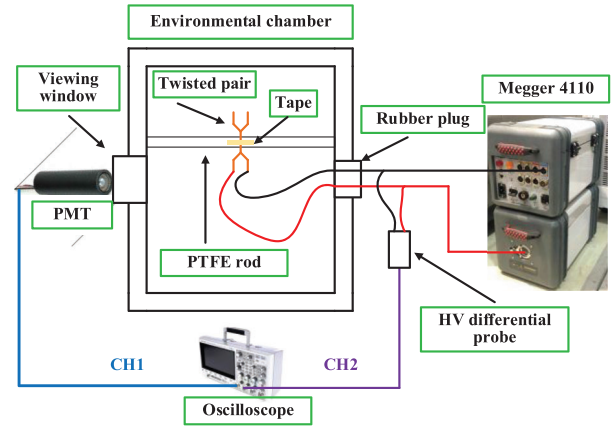 Environmental chamber
Viewing
window
Twisted pair
Tape
Megger 4110
Rubber plug
PMT
PTFE rod
HV differential
probe
CH1
CH2
Oscilloscope